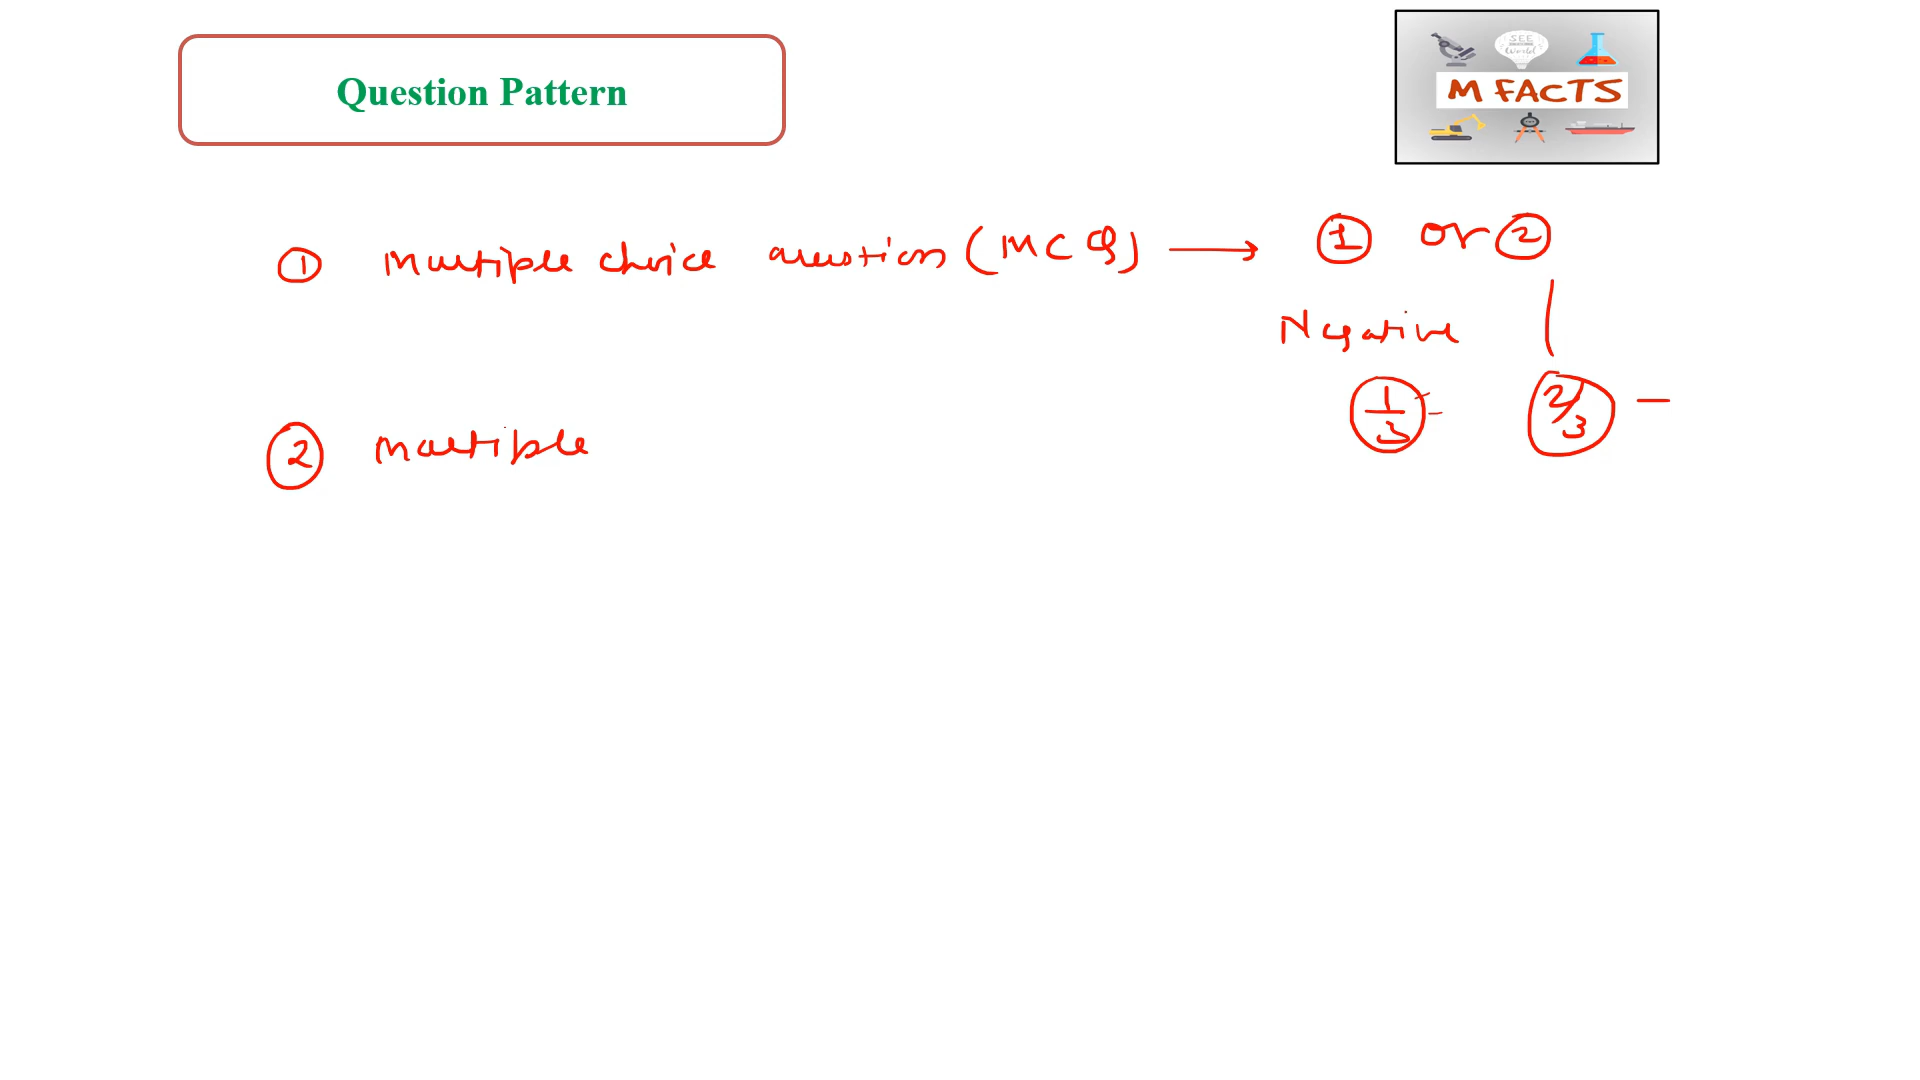 Question Pattern
SEE
World
M FACTS
① Multiple choice question (MCQ) → ① or ②
Negative
1/3 2/3 —
② Multiple